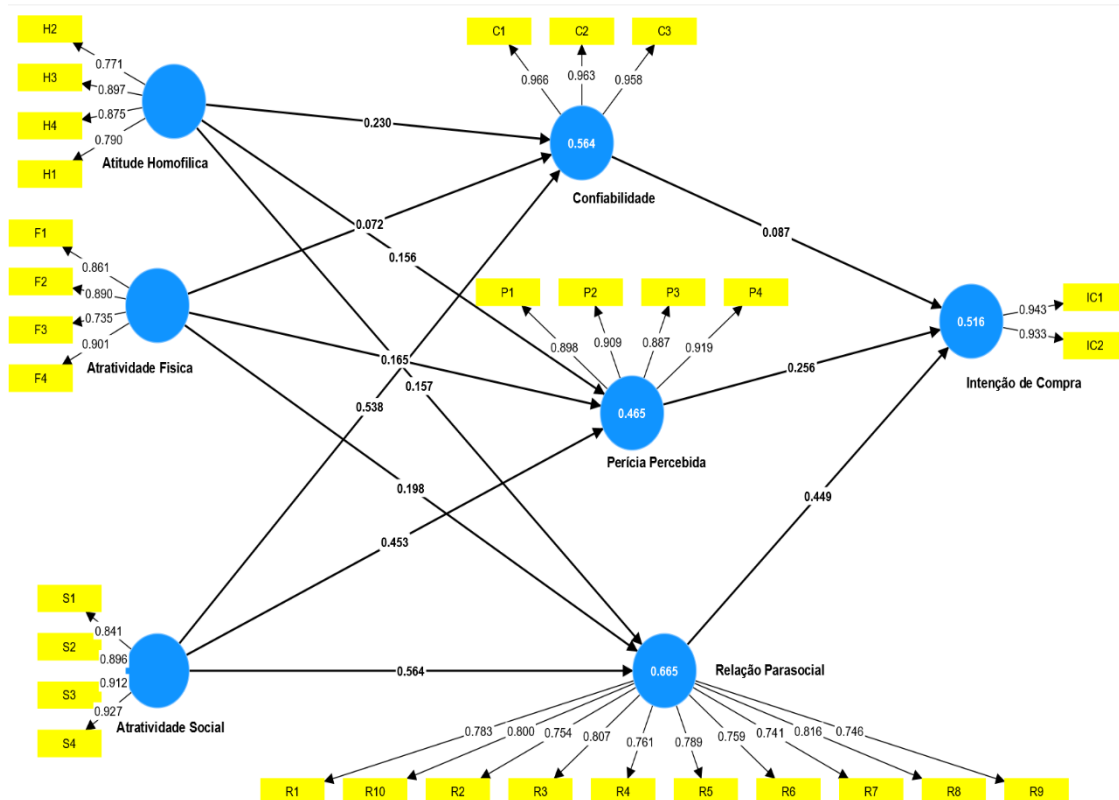 H2
H3
H4
H1
0.771
0.897
0.875
0.790
Atitude Homofilica
C1
C2
C3
0.966
0.963
0.958
0.564
Confiabilidade
0.230
0.072
0.156
0.087
F1
F2
F3
F4
0.861
0.890
0.735
0.901
Atratividade Fisica
P1
P2
P3
P4
0.898
0.909
0.887
0.919
0.465
Perícia Percebida
IC1
IC2
0.943
0.933
0.516
Intenção de Compra
0.165
0.157
0.256
0.538
0.198
0.453
0.449
S1
S2
S3
S4
0.841
0.896
0.912
0.927
Atratividade Social
0.564
0.665
Relação Parasocial
0.783
0.800
0.754
0.807
0.761
0.789
0.759
0.741
0.816
0.746
R1
R10
R2
R3
R4
R5
R6
R7
R8
R9